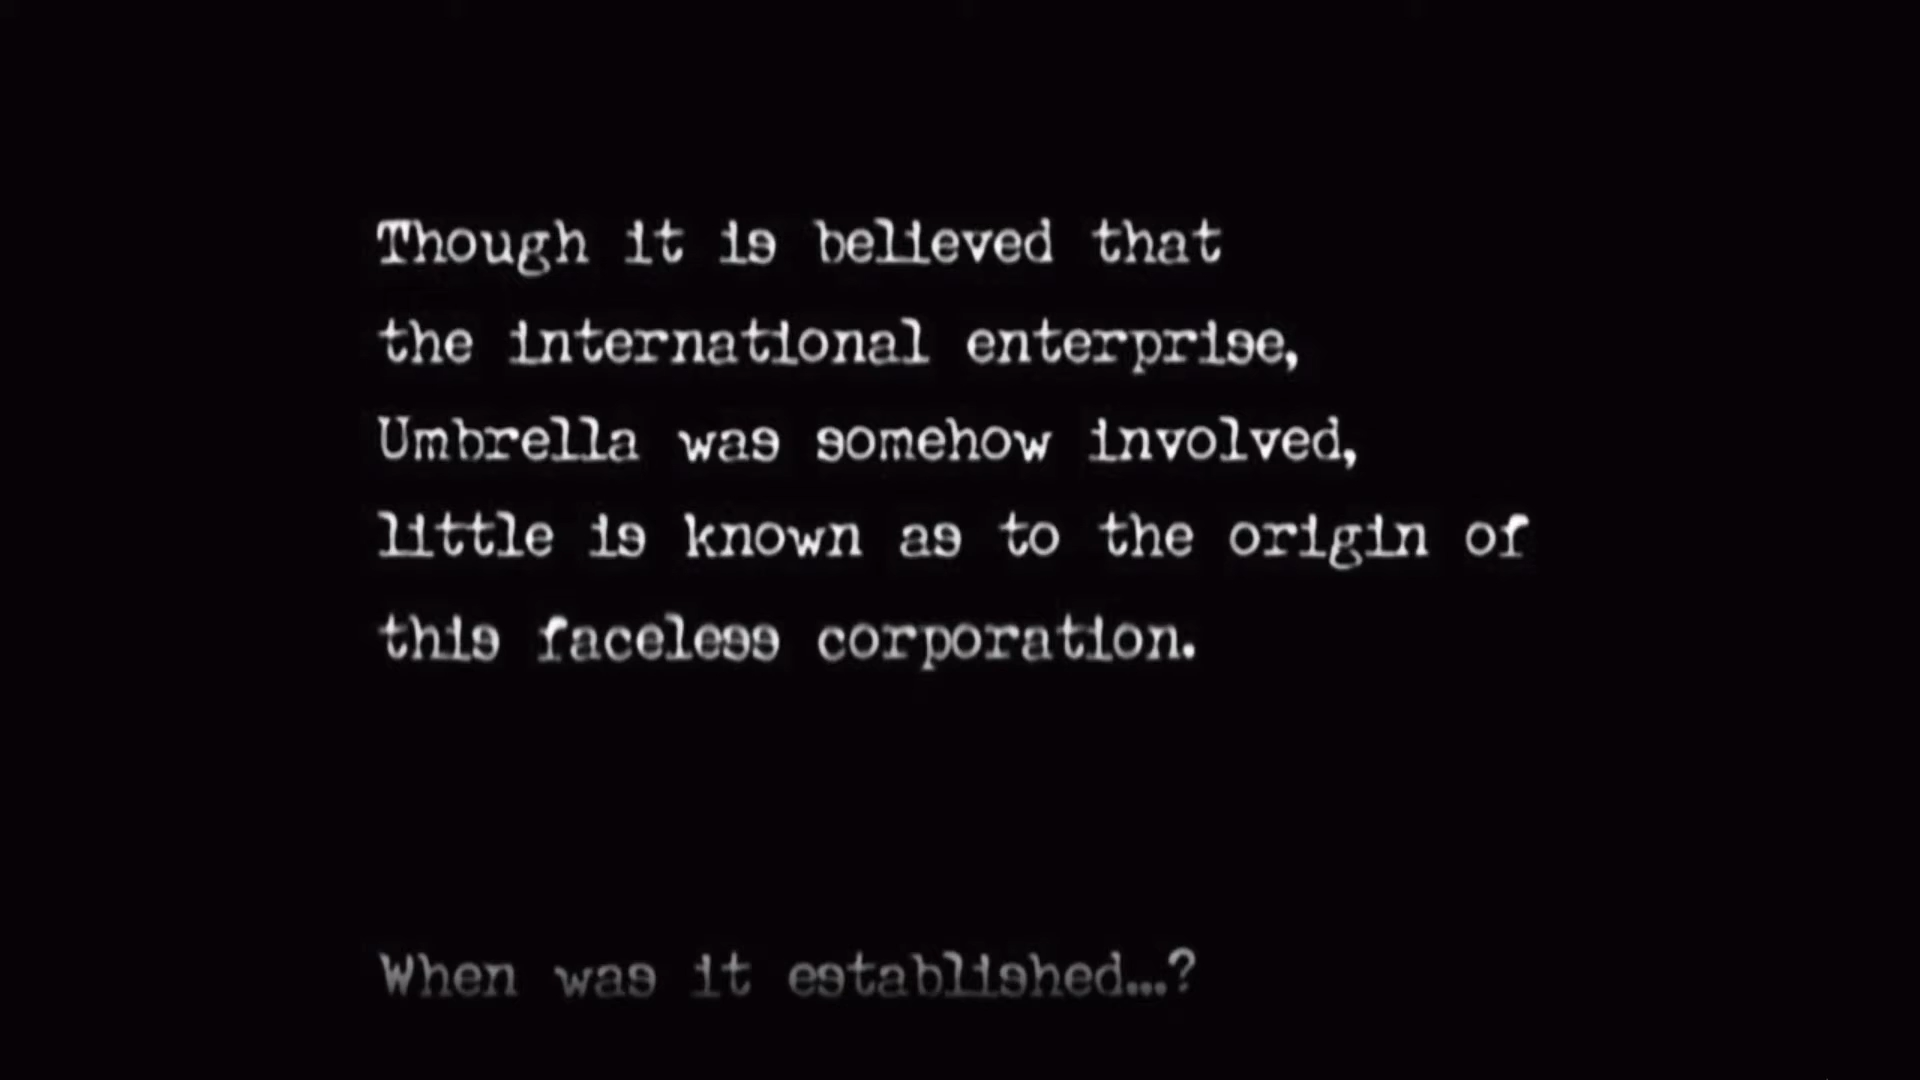 Though it is believed that
the international enterprise,
Umbrella was somehow involved,
little is known as to the origin of
this faceless corporation.
When was it established...?